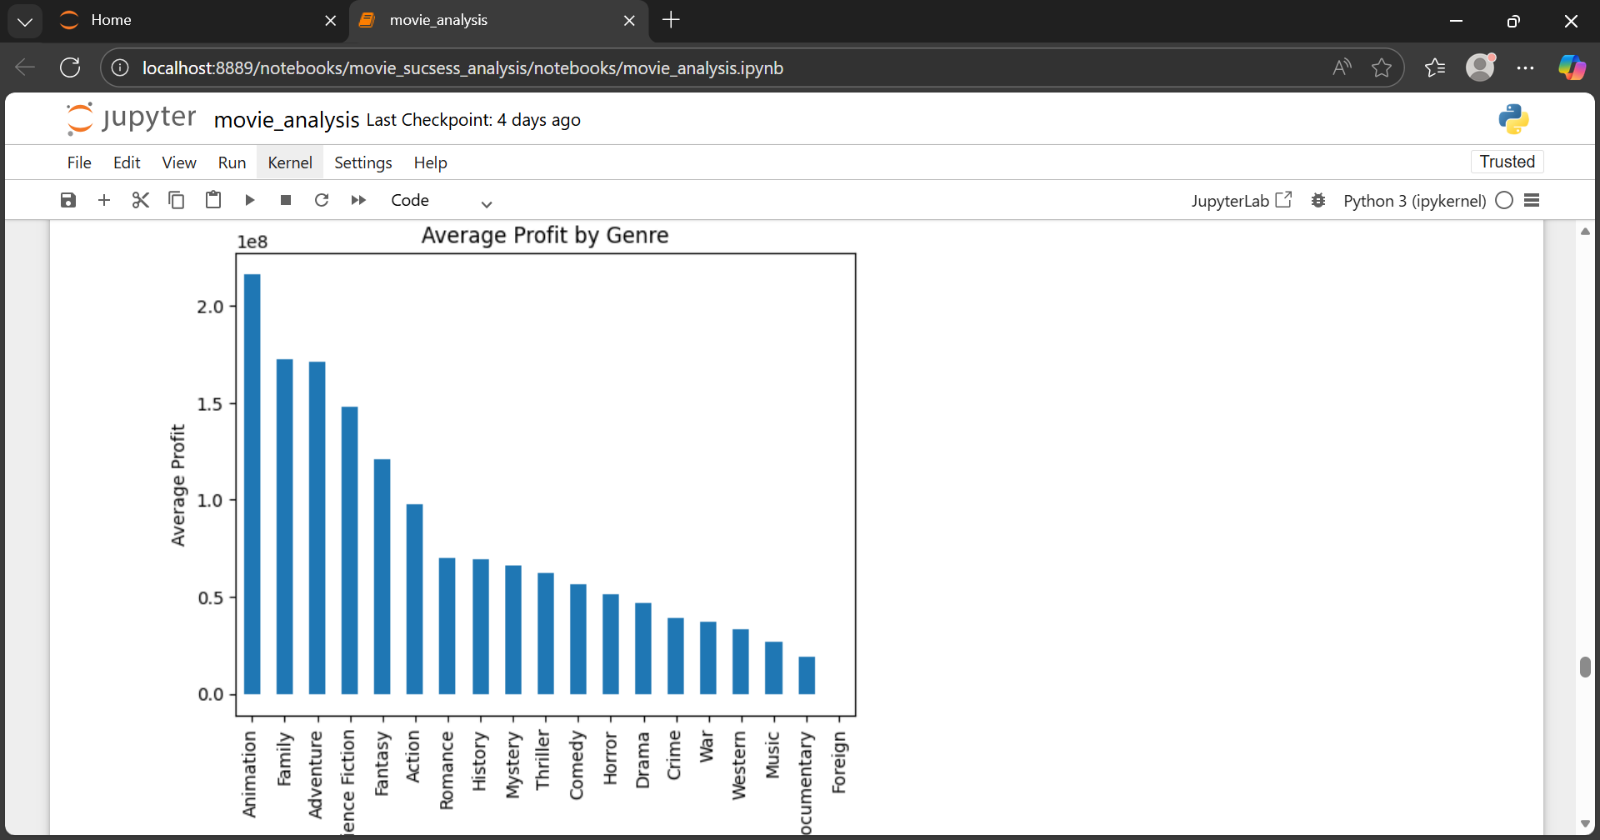 Home
movie_analysis
localhost:8889/notebooks/movie_sucsess_analysis/notebooks/movie_analysis.ipynb
jupyter movie_analysis Last Checkpoint: 4 days ago
File Edit View Run Kernel Settings Help
Trusted
Code
JupyterLab
Python 3 (ipykernel)
1e8
Average Profit by Genre
Average Profit
2.0
1.5
1.0
0.5
0.0
Animation
Family
Adventure
ience Fiction
Fantasy
Action
Romance
History
Mystery
Thriller
Comedy
Horror
Drama
Crime
War
Western
Music
ocumentary
Foreign